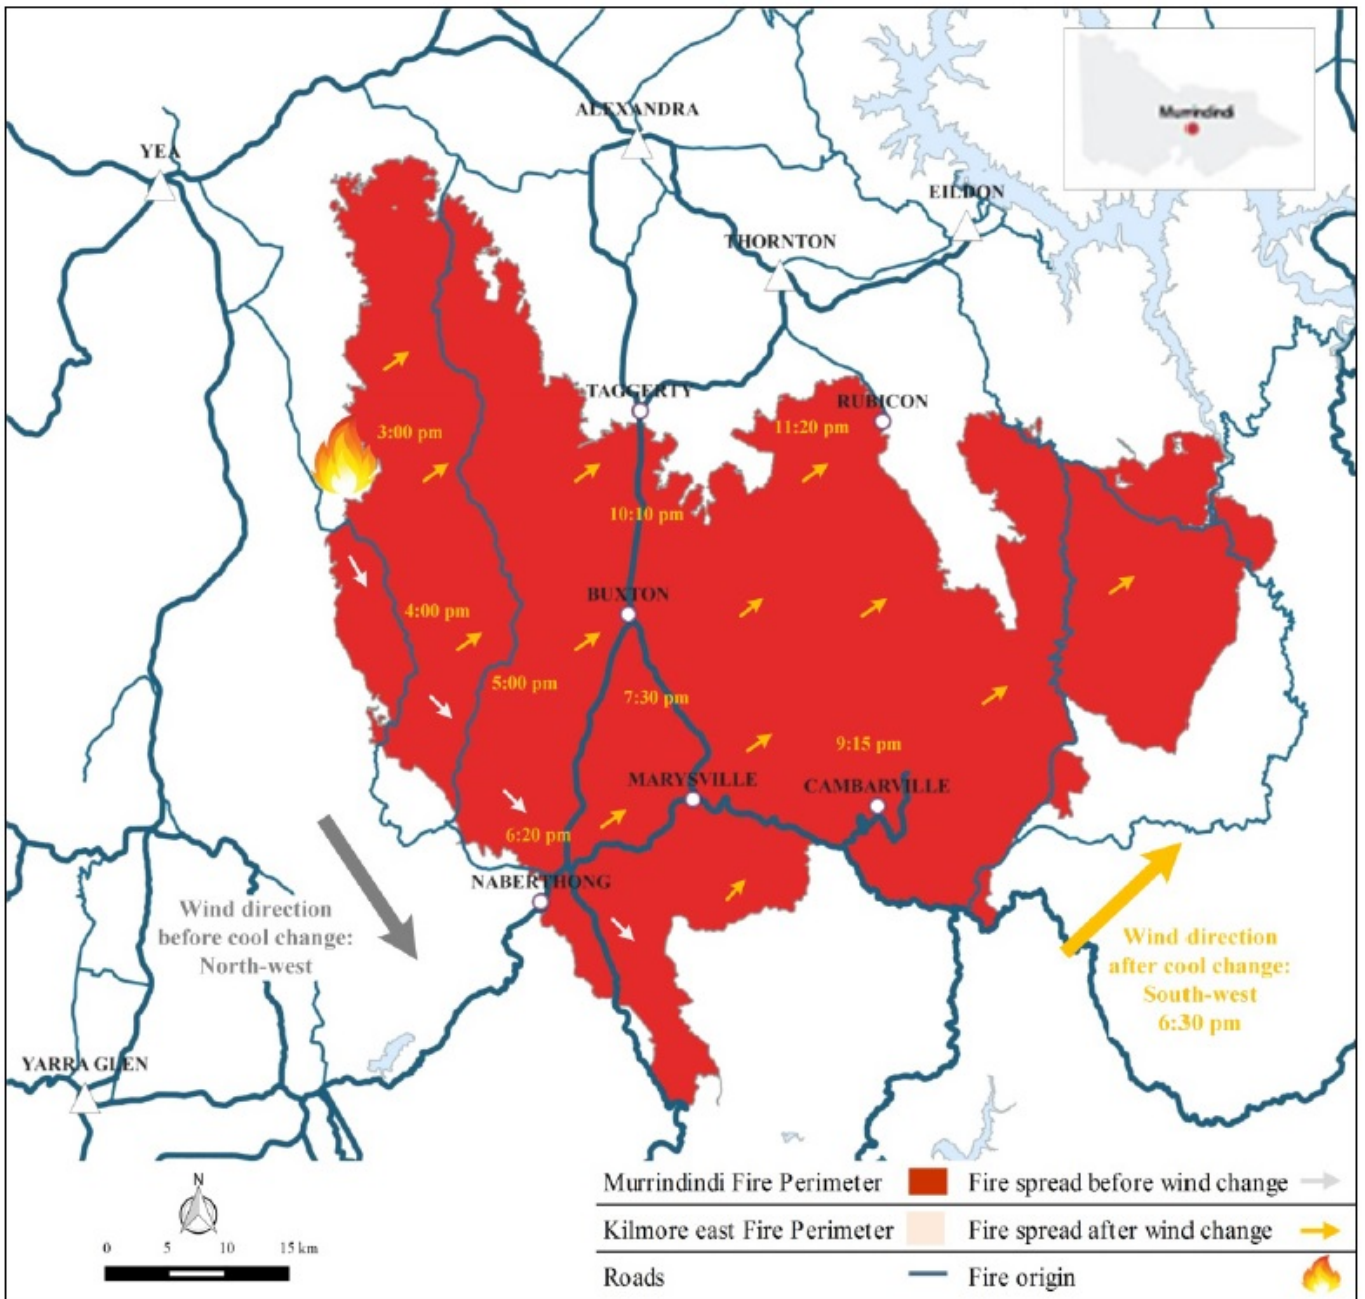 ALEXANDRA
Murrindindi
YEA
EILDON
THORNTON
TAGGERTY
RUBICON
3:00 pm
11:20 pm
10:10 pm
BUXTON
4:00 pm
5:00 pm
7:30 pm
9:15 pm
MARYSVILLE
CAMBARVILLE
6:20 pm
NABERTHONG
Wind direction
before cool change:
North-west
Wind direction
after cool change:
South-west
6:30 pm
YARRA GLEN
N
0 5 10 15 km
Murrindindi Fire Perimeter
Fire spread before wind change
Kilmore east Fire Perimeter
Fire spread after wind change
Roads
Fire origin